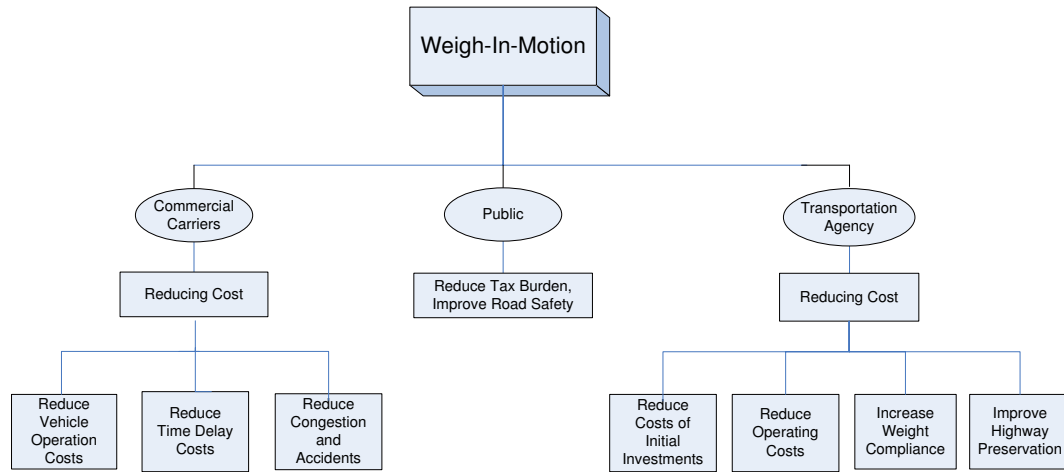 Weigh-In-Motion
Commercial
Carriers
Public
Transportation
Agency
Reducing Cost
Reduce Tax Burden,
Improve Road Safety
Reducing Cost
Reduce
Vehicle
Operation
Costs
Reduce
Time Delay
Costs
Reduce
Congestion
and
Accidents
Reduce
Costs of
Initial
Investments
Reduce
Operating
Costs
Increase
Weight
Compliance
Improve
Highway
Preservation